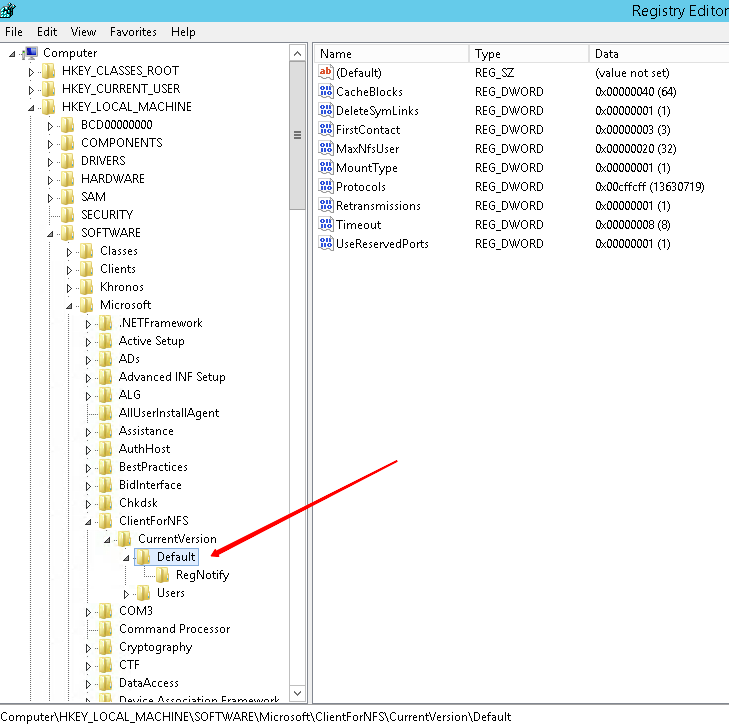 Registry Editor
File Edit View Favorites Help
Computer
HKEY_CLASSES_ROOT
HKEY_CURRENT_USER
HKEY_LOCAL_MACHINE
BCD00000000
COMPONENTS
DRIVERS
HARDWARE
SAM
SECURITY
SOFTWARE
Classes
Clients
Khronos
Microsoft
.NETFramework
Active Setup
ADs
Advanced INF Setup
ALG
AllUserInstallAgent
Assistance
AuthHost
BestPractices
BidInterface
Chkdsk
ClientForNFS
CurrentVersion
Default
RegNotify
Users
COM3
Command Processor
Cryptography
CTF
DataAccess
Device Association Framework
Name Type Data
(Default) REG_SZ (value not set)
CacheBlocks REG_DWORD 0x00000040 (64)
DeleteSymLinks REG_DWORD 0x00000001 (1)
FirstContact REG_DWORD 0x00000003 (3)
MaxNfsUser REG_DWORD 0x00000020 (32)
MountType REG_DWORD 0x00000001 (1)
Protocols REG_DWORD 0x00cffcff (13630719)
Retransmissions REG_DWORD 0x00000001 (1)
Timeout REG_DWORD 0x00000008 (8)
UseReservedPorts REG_DWORD 0x00000001 (1)
Computer\HKEY_LOCAL_MACHINE\SOFTWARE\Microsoft\ClientForNFS\CurrentVersion\Default